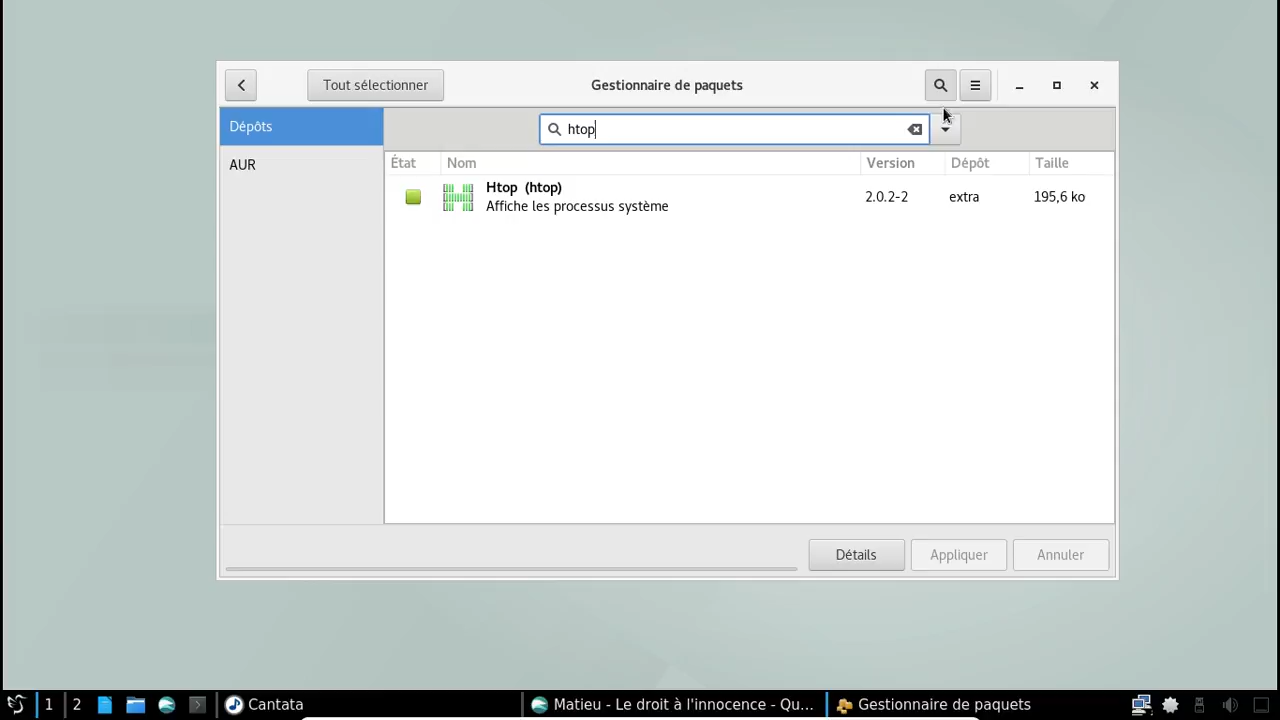 Tout sélectionner
Gestionnaire de paquets
Dépôts
htop
AUR
État Nom Version Dépôt Taille
Htop (htop)
Affiche les processus système
2.0.2-2 extra 195,6 ko
Détails Appliquer Annuler
1 2 Cantata Matieu - Le droit à l'innocence - Qu... Gestionnaire de paquets